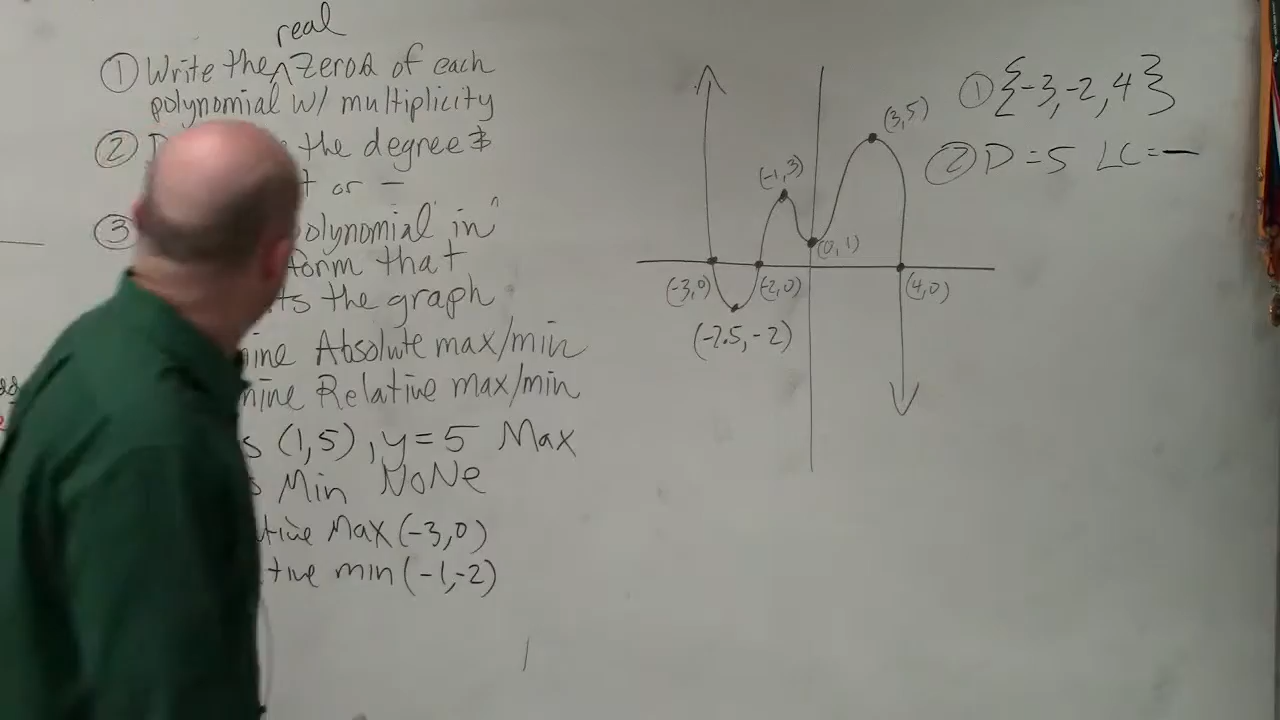 real
① Write the ^ zeros of each
polynomial w/ multiplicity
② the degree &
+ or −
③ olynomial "in"
form that
ts the graph
ine Absolute max/min
mine Relative max/min
s (1,5), y=5 Max
s Min NoNe
tive Max (-3,0)
tive min (-1,-2)
(-1,3)
(3,5)
(0,1)
(-3,0)
(-2,0)
(4,0)
(-2.5,-2)
① {-3,-2,4}
② D=5 LC=−